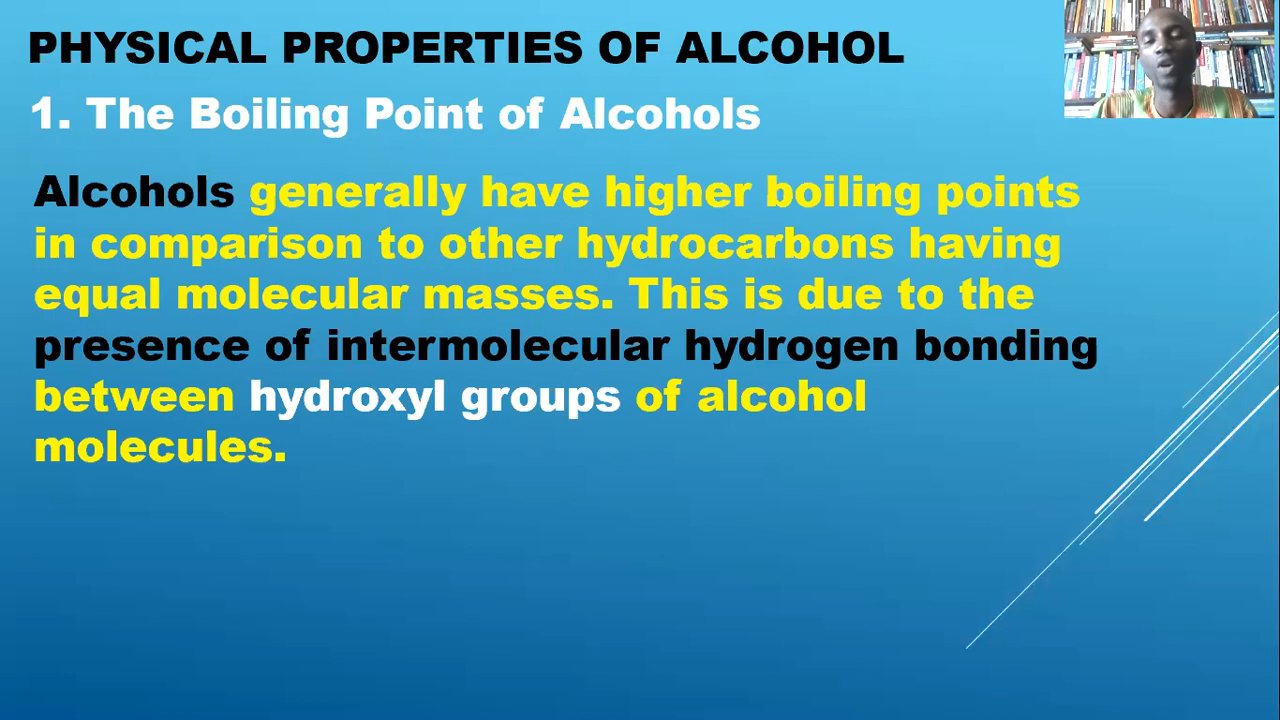 PHYSICAL PROPERTIES OF ALCOHOL
1. The Boiling Point of Alcohols
Alcohols generally have higher boiling points
in comparison to other hydrocarbons having
equal molecular masses. This is due to the
presence of intermolecular hydrogen bonding
between hydroxyl groups of alcohol
molecules.